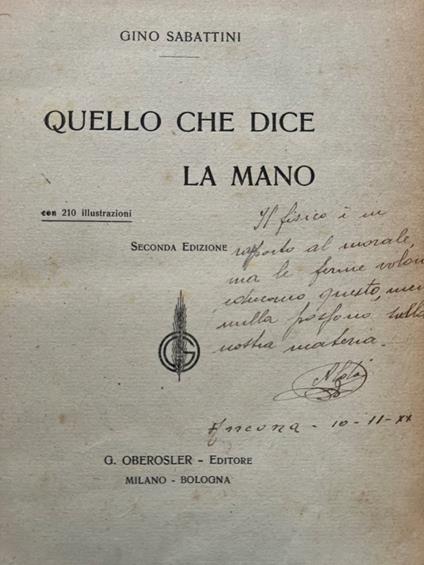 GINO SABATTINI
QUELLO CHE DICE
LA MANO
con 210 illustrazioni
SECONDA EDIZIONE
Il fisico è in
rapporto al morale,
ma le ferme
educano questo,
nulla possono sulla
nostra materia.
Ancona - 10-11-XX
G
G. OBEROSLER - EDITORE
MILANO - BOLOGNA